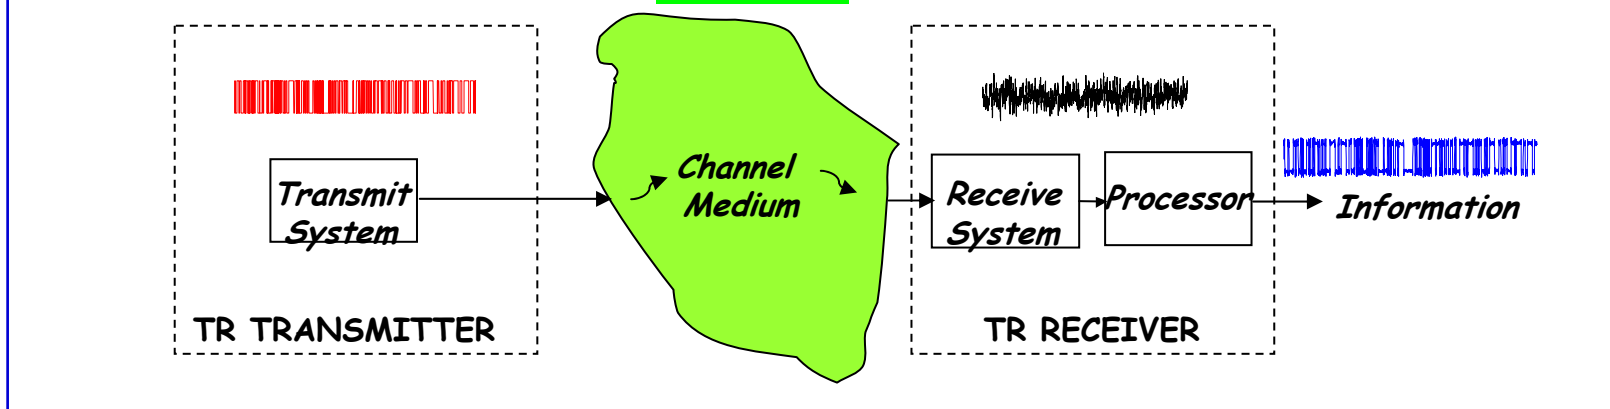 Transmit
System
TR TRANSMITTER
Channel
Medium
Receive
System
Processor
TR RECEIVER
Information